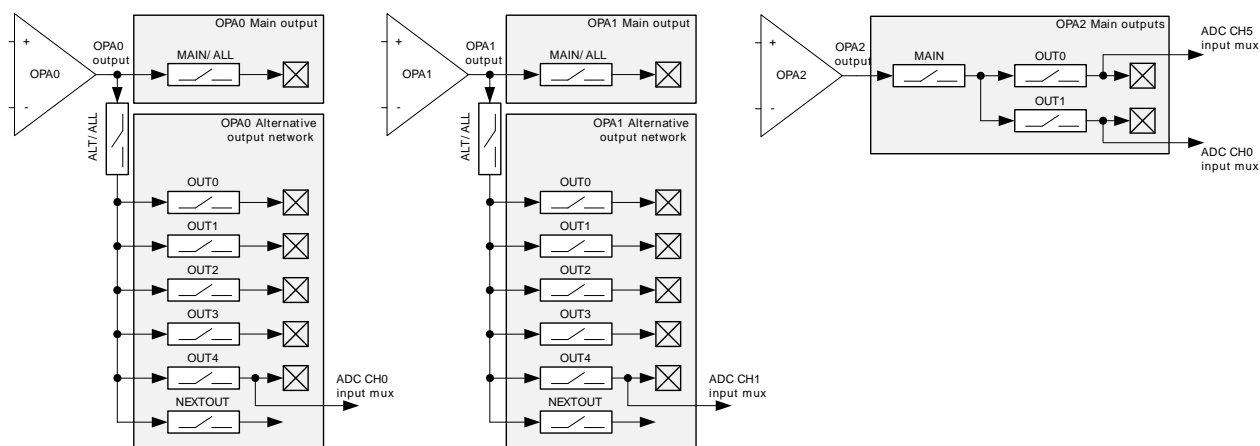 OPA0 Main output
+
OPA0
output
MAIN/ ALL
OPA0
-
ALT/ ALL
OPA0 Alternative
output network
OUT0
OUT1
OUT2
OUT3
OUT4
ADC CH0
input mux
NEXTOUT
OPA1 Main output
+
OPA1
output
MAIN/ ALL
OPA1
-
ALT/ ALL
OPA1 Alternative
output network
OUT0
OUT1
OUT2
OUT3
OUT4
ADC CH1
input mux
NEXTOUT
OPA2 Main outputs
+
OPA2
output
MAIN
OPA2
-
OUT0
OUT1
ADC CH5
input mux
ADC CH0
input mux